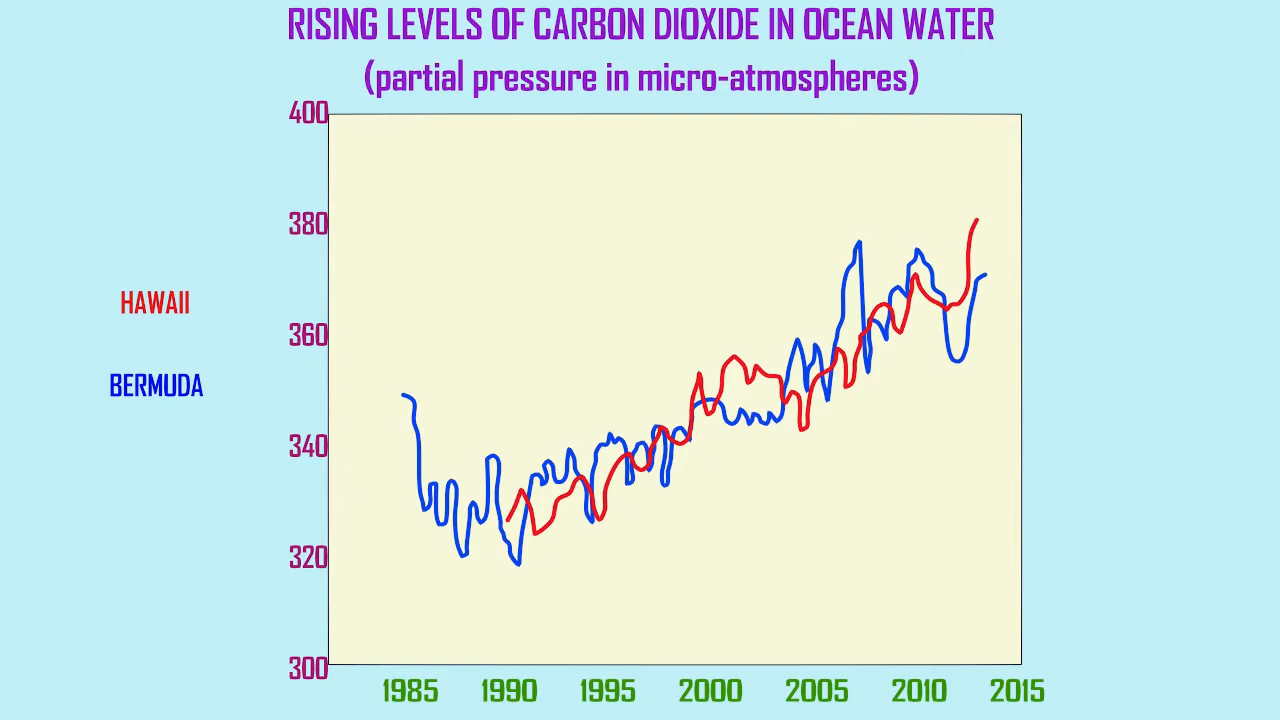 RISING LEVELS OF CARBON DIOXIDE IN OCEAN WATER
(partial pressure in micro-atmospheres)
400
380
HAWAII
360
BERMUDA
340
320
300
1985 1990 1995 2000 2005 2010 2015